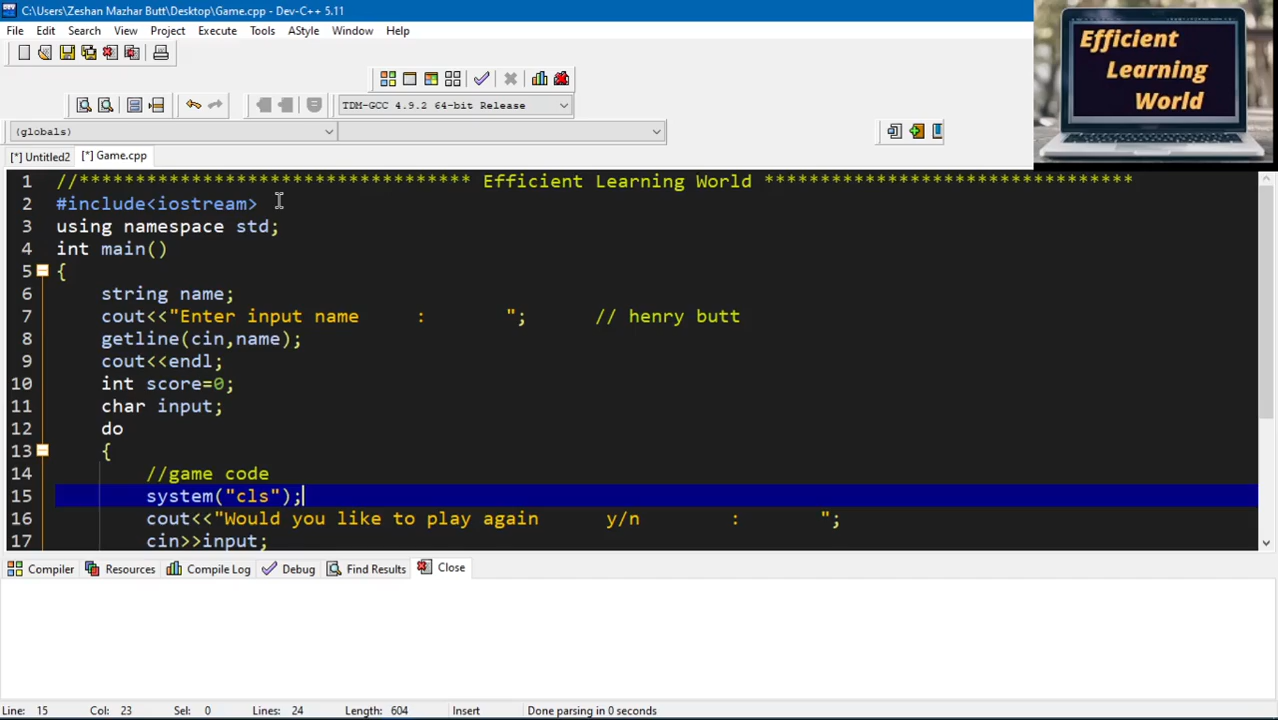 C:\Users\Zeshan Mazhar Butt\Desktop\Game.cpp - Dev-C++ 5.11
File Edit Search View Project Execute Tools AStyle Window Help
TDM-GCC 4.9.2 64-bit Release
(globals)
[*] Untitled2 [*] Game.cpp
Efficient
Learning
World
1 //*********************************** Efficient Learning World *********************************
2 #include<iostream>
3 using namespace std;
4 int main()
5 {
6 string name;
7 cout<<"Enter input name : "; // henry butt
8 getline(cin,name);
9 cout<<endl;
10 int score=0;
11 char input;
12 do
13 {
14 //game code
15 system("cls");
16 cout<<"Would you like to play again y/n : ";
17 cin>>input;
Compiler Resources Compile Log Debug Find Results Close
Line: 15 Col: 23 Sel: 0 Lines: 24 Length: 604 Insert Done parsing in 0 seconds